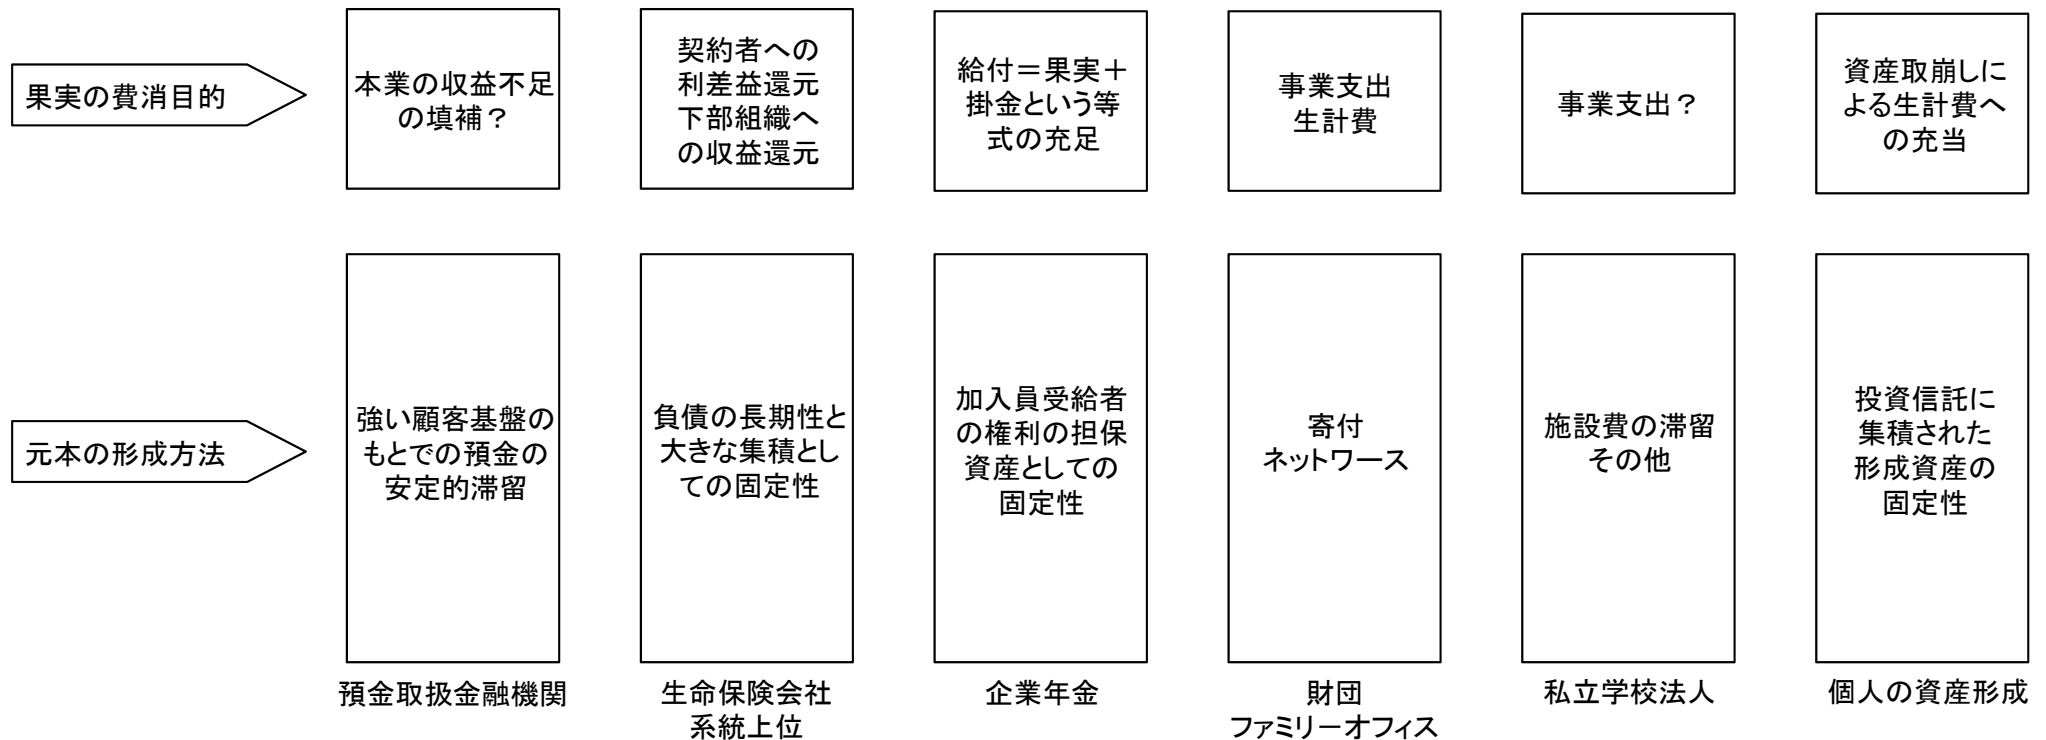 果実の費消目的
本業の収益不足
の填補？
契約者への
利差益還元
下部組織へ
の収益還元
給付＝果実＋
掛金という等
式の充足
事業支出
生計費
事業支出？
資産取崩しに
よる生計費へ
の充当
元本の形成方法
強い顧客基盤の
もとでの預金の
安定的滞留
負債の長期性と
大きな集積とし
ての固定性
加入員受給者
の権利の担保
資産としての
固定性
寄付
ネットワース
施設費の滞留
その他
投資信託に
集積された
形成資産の
固定性
預金取扱金融機関
生命保険会社
系統上位
企業年金
財団
ファミリーオフィス
私立学校法人
個人の資産形成